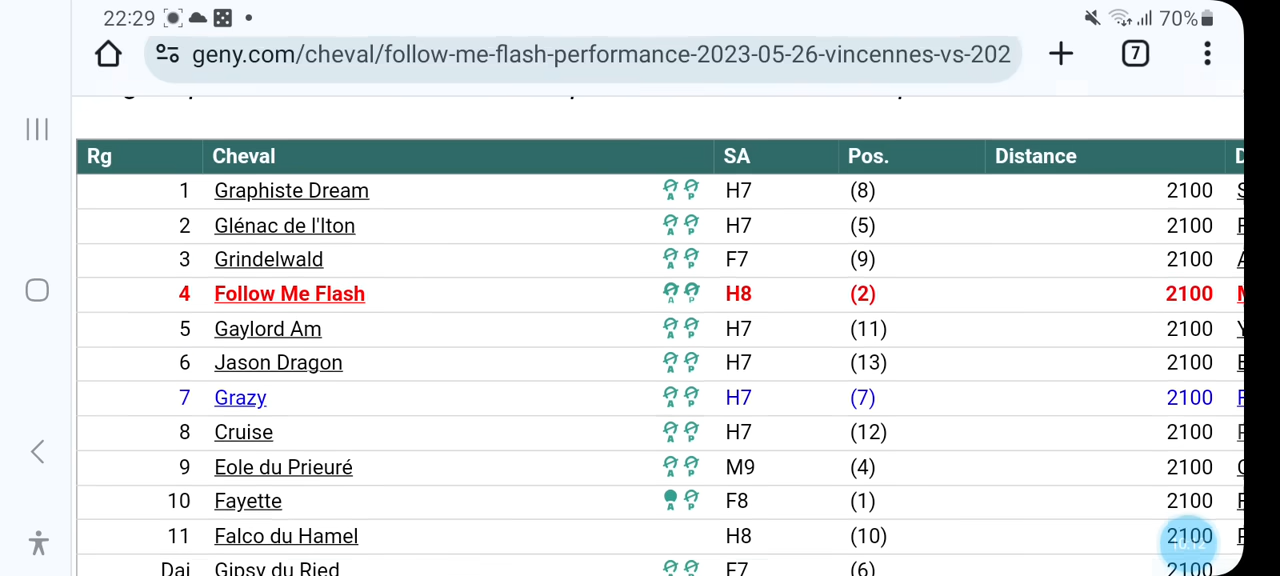 22:29 70%
geny.com/cheval/follow-me-flash-performance-2023-05-26-vincennes-vs-202 7
Rg Cheval SA Pos. Distance D
1 Graphiste Dream A P H7 (8) 2100 S
2 Glénac de l'Iton A P H7 (5) 2100
3 Grindelwald A P F7 (9) 2100 A
4 Follow Me Flash A P H8 (2) 2100 M
5 Gaylord Am A P H7 (11) 2100 Y
6 Jason Dragon A P H7 (13) 2100
7 Grazy A P H7 (7) 2100
8 Cruise A P H7 (12) 2100
9 Eole du Prieuré A P M9 (4) 2100
10 Fayette A P F8 (1) 2100
11 Falco du Hamel H8 (10) 2100
Dai Gipsy du Ried F7 (6) 2100